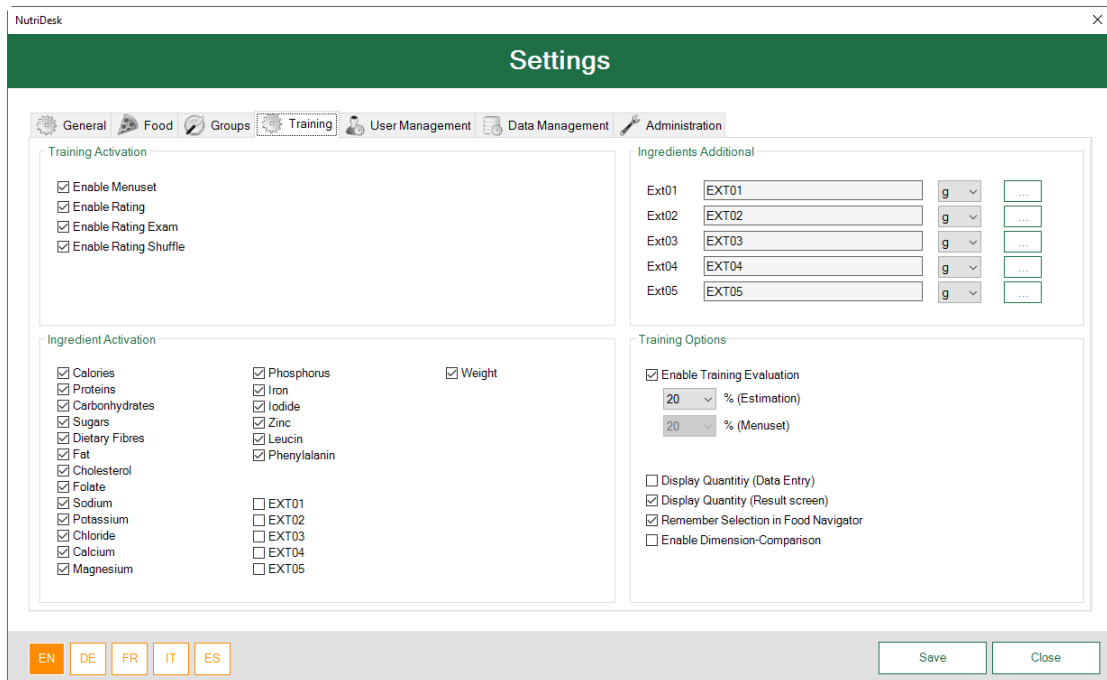 NutriDesk
Settings
General Food Groups Training User Management Data Management Administration
Training Activation
Enable Menuset
Enable Rating
Enable Rating Exam
Enable Rating Shuffle
Ingredients Additional
Ext01 EXT01 g ...
Ext02 EXT02 g ...
Ext03 EXT03 g ...
Ext04 EXT04 g ...
Ext05 EXT05 g ...
Ingredient Activation
Calories
Proteins
Carbonhydrates
Sugars
Dietary Fibres
Fat
Cholesterol
Folate
Sodium
Potassium
Chloride
Calcium
Magnesium
Phosphorus
Iron
Iodide
Zinc
Leucin
Phenylalanin
EXT01
EXT02
EXT03
EXT04
EXT05
Weight
Training Options
Enable Training Evaluation
20 % (Estimation)
20 % (Menuset)
Display Quantitiy (Data Entry)
Display Quantity (Result screen)
Remember Selection in Food Navigator
Enable Dimension-Comparison
EN DE FR IT ES
Save Close